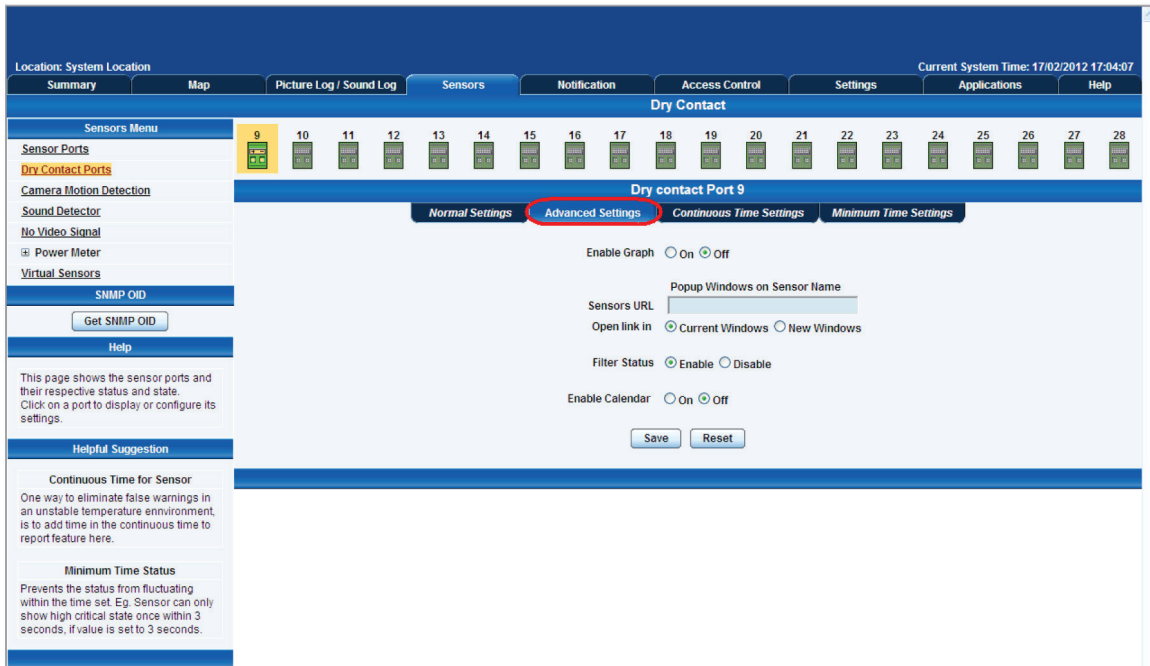 Location: System Location
Current System Time: 17/02/2012 17:04:07
Summary Map Picture Log / Sound Log Sensors Notification Access Control Settings Applications Help
Dry Contact
Sensors Menu
Sensor Ports
Dry Contact Ports
Camera Motion Detection
Sound Detector
No Video Signal
Power Meter
Virtual Sensors
SNMP OID
Get SNMP OID
Help
This page shows the sensor ports and
their respective status and state.
Click on a port to display or configure its
settings.
Helpful Suggestion
Continuous Time for Sensor
One way to eliminate false warnings in
an unstable temperature ennvironment,
is to add time in the continuous time to
report feature here.
Minimum Time Status
Prevents the status from fluctuating
within the time set. Eg. Sensor can only
show high critical state once within 3
seconds, if value is set to 3 seconds.
9 10 11 12 13 14 15 16 17 18 19 20 21 22 23 24 25 26 27 28
Dry contact Port 9
Normal Settings Advanced Settings Continuous Time Settings Minimum Time Settings
Enable Graph On Off
Popup Windows on Sensor Name
Sensors URL
Open link in Current Windows New Windows
Filter Status Enable Disable
Enable Calendar On Off
Save Reset